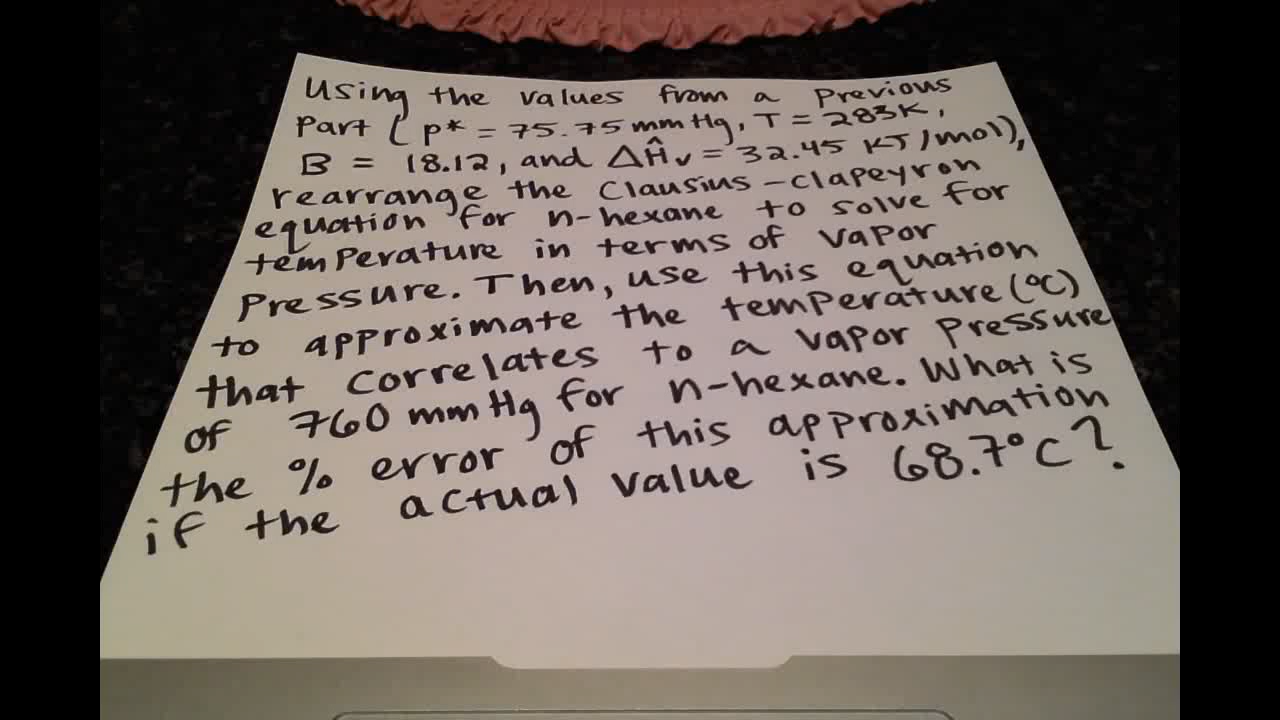 Using the values from a previous
part (p* = 75.75 mmHg, T = 283K,
B = 18.12, and ΔĤv = 32.45 KJ/mol),
rearrange the Clausius-clapeyron
equation for n-hexane to solve for
temperature in terms of vapor
pressure. Then, use this equation
to approximate the temperature (°C)
that correlates to a vapor pressure
of 760 mmHg for n-hexane. What is
the % error of this approximation
if the actual value is 68.7°C?